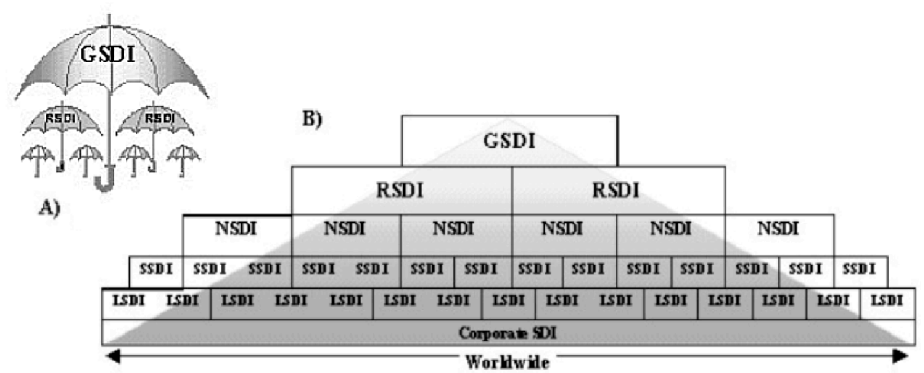 GSDI
RSDI RSDI
A)
B)
GSDI
RSDI RSDI
NSDI NSDI NSDI NSDI NSDI NSDI
SSDI SSDI SSDI SSDI SSDI SSDI SSDI SSDI SSDI SSDI SSDI SSDI SSDI SSDI
LSDI LSDI LSDI LSDI LSDI LSDI LSDI LSDI LSDI LSDI LSDI LSDI LSDI LSDI LSDI
Corporate SDI
Worldwide